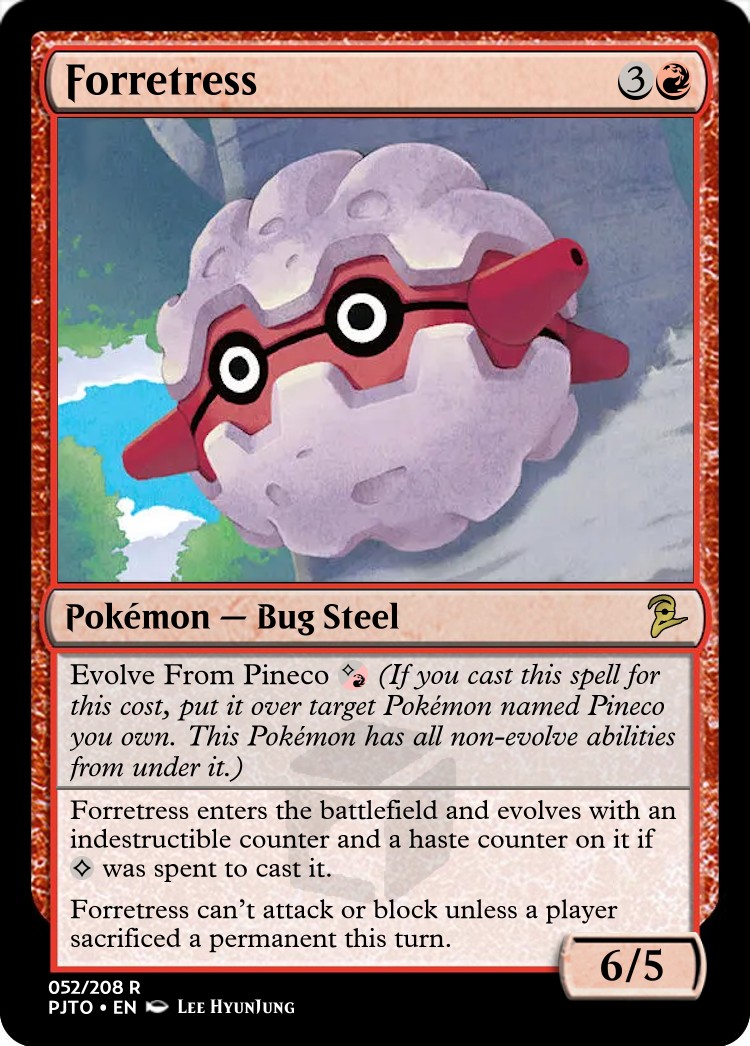 Forretress 3
Pokémon — Bug Steel
Evolve From Pineco (If you cast this spell for
this cost, put it over target Pokémon named Pineco
you own. This Pokémon has all non-evolve abilities
from under it.)
Forretress enters the battlefield and evolves with an
indestructible counter and a haste counter on it if
was spent to cast it.
Forretress can't attack or block unless a player
sacrificed a permanent this turn.
6/5
052/208 R
PJTO • EN Lee HyunJung